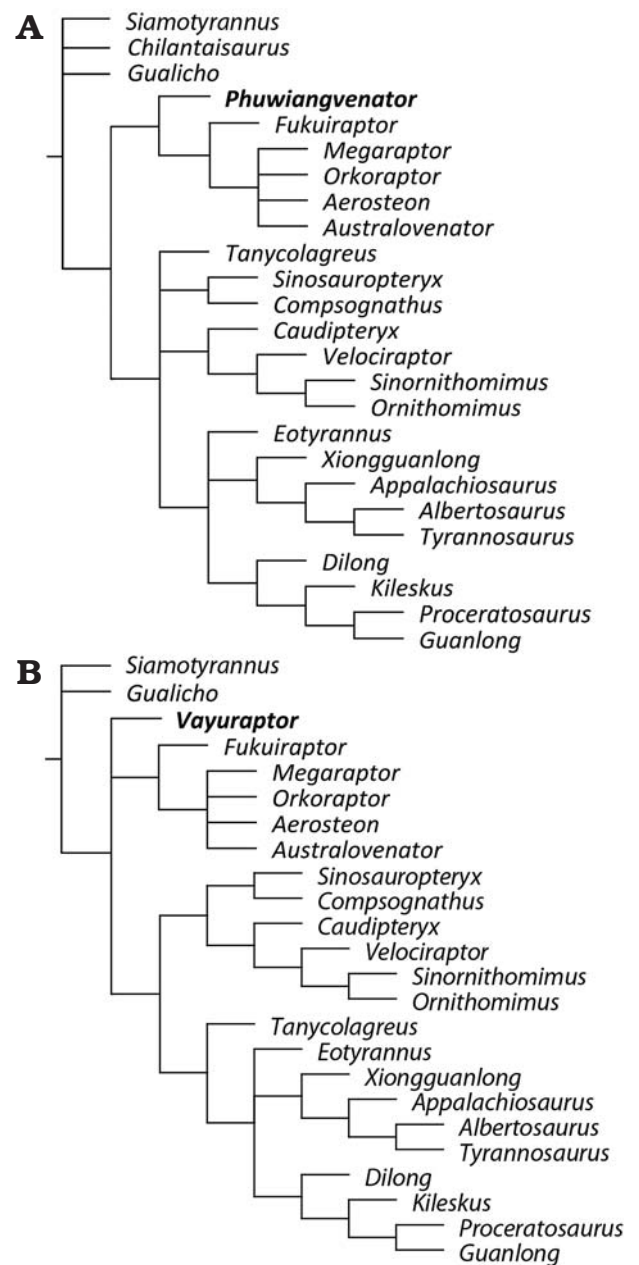 A
Siamotyrannus
Chilantaisaurus
Gualicho
Phuwiangvenator
Fukuiraptor
Megaraptor
Orkoraptor
Aerosteon
Australovenator
Tanycolagreus
Sinosauropteryx
Compsognathus
Caudipteryx
Velociraptor
Sinornithomimus
Ornithomimus
Eotyrannus
Xiongguanlong
Appalachiosaurus
Albertosaurus
Tyrannosaurus
Dilong
Kileskus
Proceratosaurus
Guanlong
B
Siamotyrannus
Gualicho
Vayuraptor
Fukuiraptor
Megaraptor
Orkoraptor
Aerosteon
Australovenator
Sinosauropteryx
Compsognathus
Caudipteryx
Velociraptor
Sinornithomimus
Ornithomimus
Tanycolagreus
Eotyrannus
Xiongguanlong
Appalachiosaurus
Albertosaurus
Tyrannosaurus
Dilong
Kileskus
Proceratosaurus
Guanlong